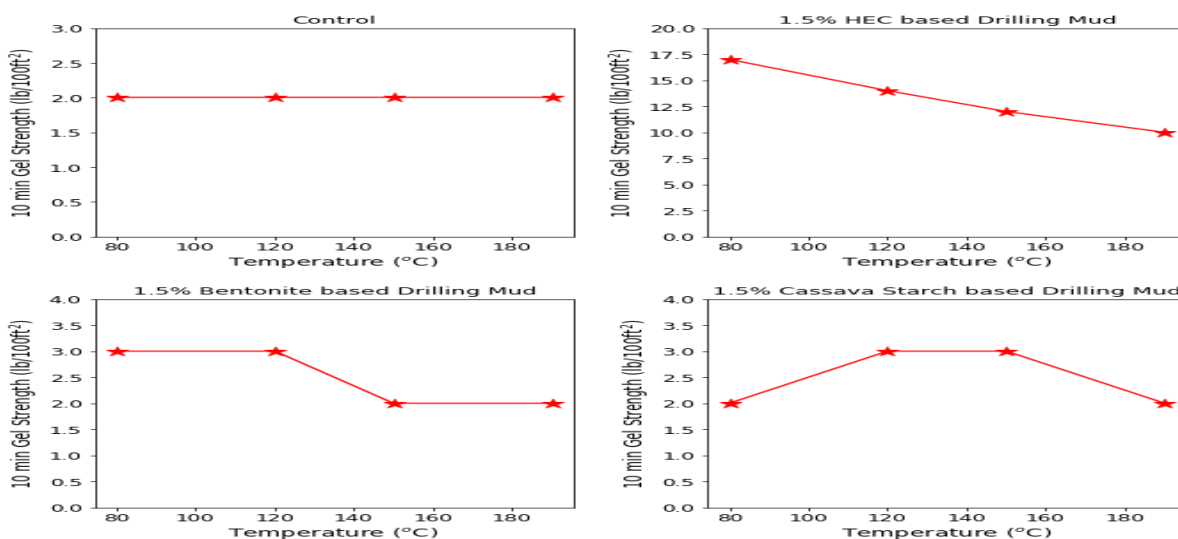 Control
10 min Gel Strength (lb/100ft²)
3.0
2.5
2.0
1.5
1.0
0.5
0.0
80 100 120 140 160 180
Temperature (°C)
1.5% HEC based Drilling Mud
10 min Gel Strength (lb/100ft²)
20.0
17.5
15.0
12.5
10.0
7.5
5.0
2.5
0.0
80 100 120 140 160 180
Temperature (°C)
1.5% Bentonite based Drilling Mud
10 min Gel Strength (lb/100ft²)
4.0
3.5
3.0
2.5
2.0
1.5
1.0
0.5
0.0
80 100 120 140 160 180
Temperature (°C)
1.5% Cassava Starch based Drilling Mud
10 min Gel Strength (lb/100ft²)
4.0
3.5
3.0
2.5
2.0
1.5
1.0
0.5
0.0
80 100 120 140 160 180
Temperature (°C)